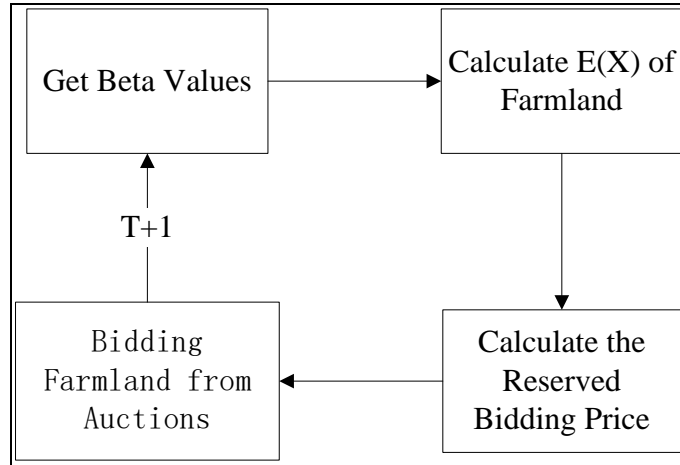 Get Beta Values
Calculate E(X) of
Farmland
T+1
Bidding
Farmland from
Auctions
Calculate the
Reserved
Bidding Price